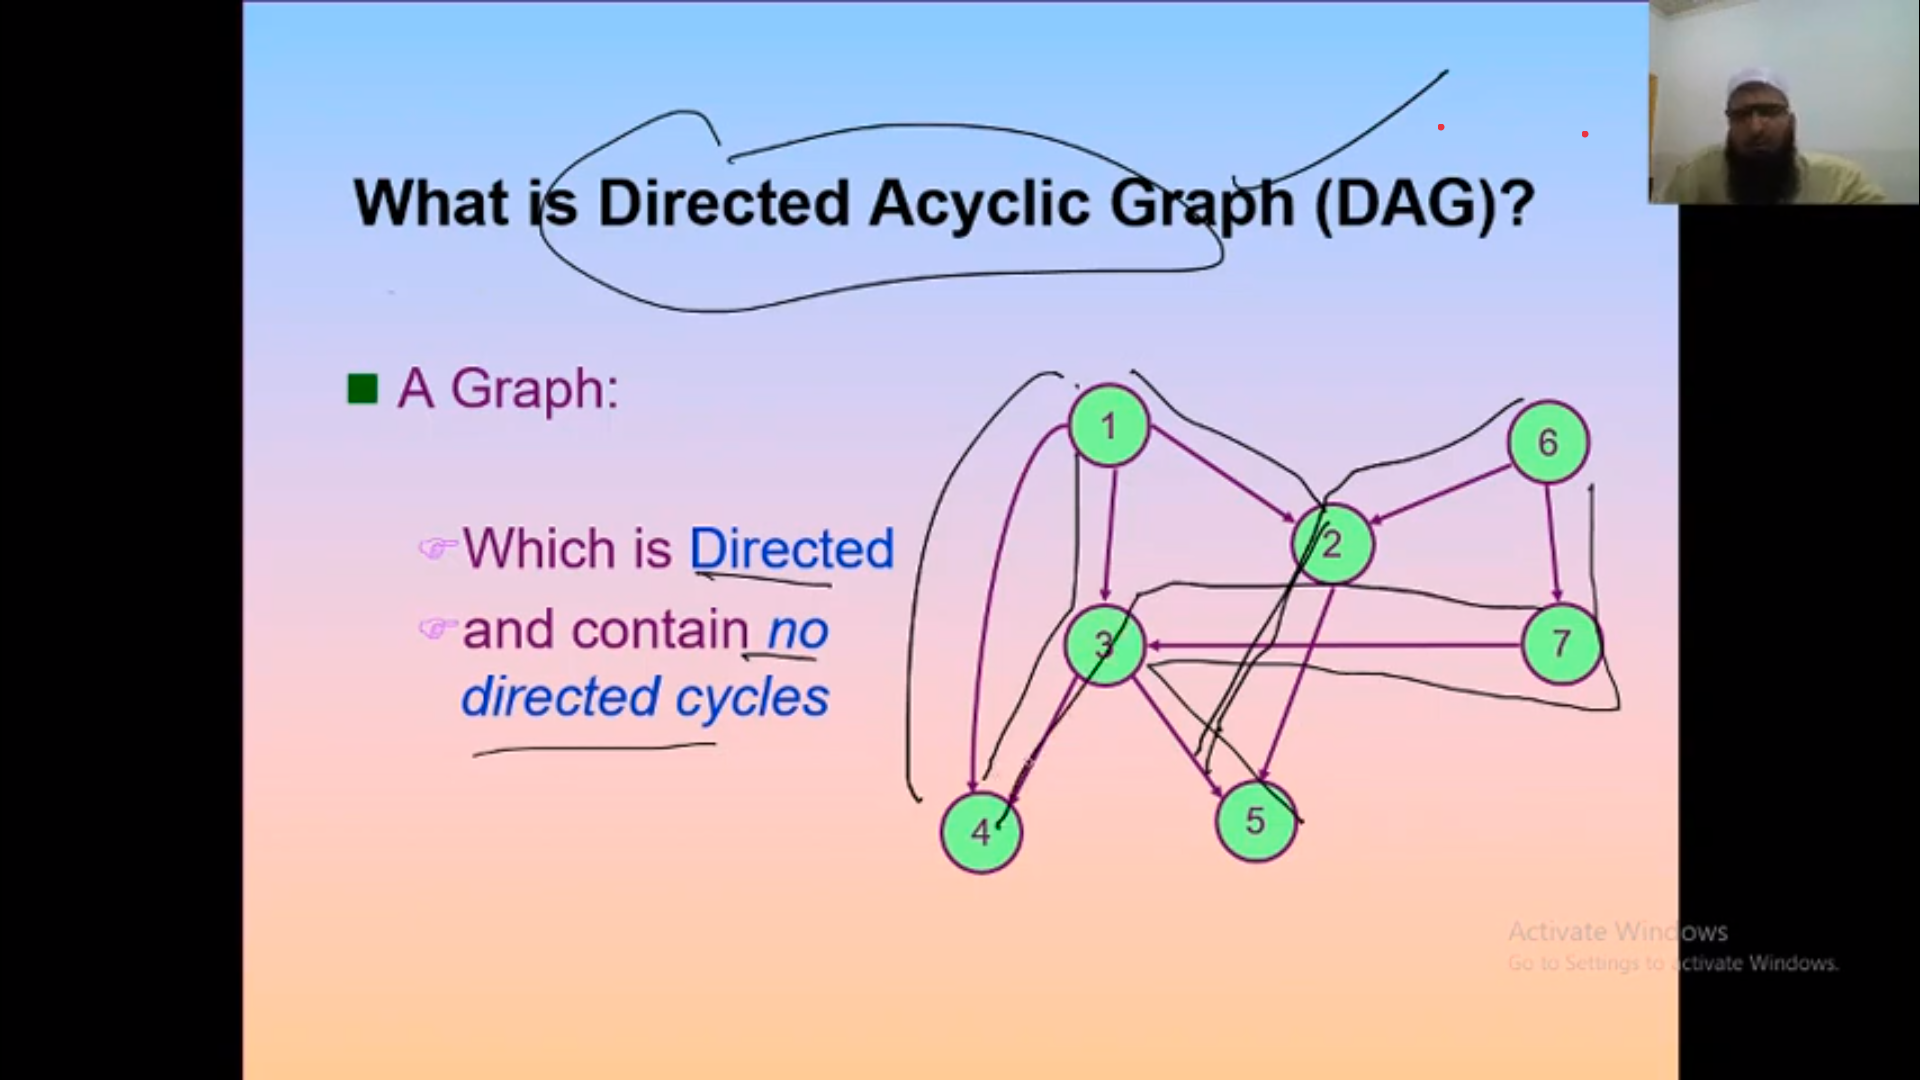 What is Directed Acyclic Graph (DAG)?
A Graph:
Which is Directed
and contain no
directed cycles
1
6
2
3
7
4
5
Activate Windows
Go to Settings to activate Windows.